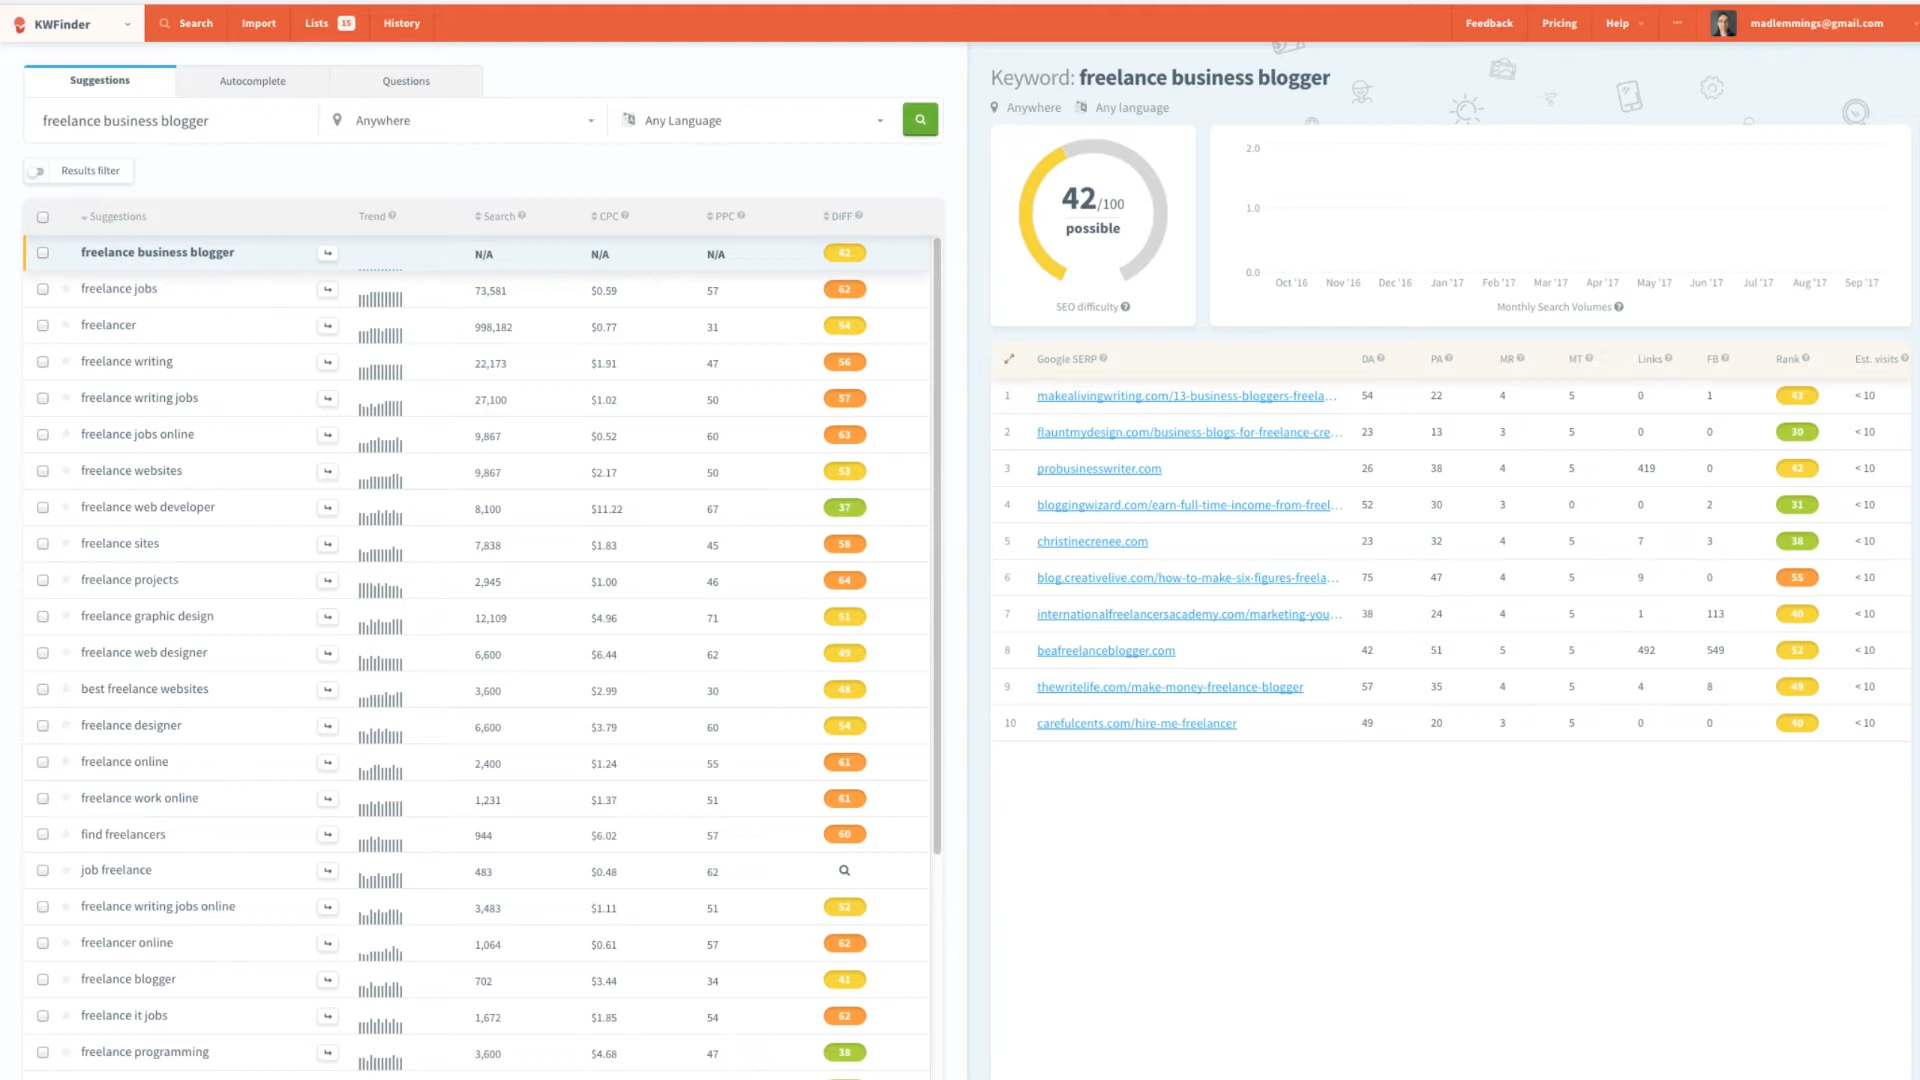 KWFinder Search Import Lists 15 History Feedback Pricing Help madlemmings@gmail.com
Suggestions Autocomplete Questions
freelance business blogger Anywhere Any Language
Results filter
Suggestions Trend Search CPC PPC DIFF
freelance business blogger N/A N/A N/A 42
freelance jobs 73,581 $0.59 57 62
freelancer 998,182 $0.77 31 54
freelance writing 22,173 $1.91 47 56
freelance writing jobs 27,100 $1.02 50 57
freelance jobs online 9,867 $0.52 60 63
freelance websites 9,867 $2.17 50 53
freelance web developer 8,100 $11.22 67 37
freelance sites 7,838 $1.83 45 58
freelance projects 2,945 $1.00 46 64
freelance graphic design 12,109 $4.96 71 51
freelance web designer 6,600 $6.44 62 49
best freelance websites 3,600 $2.99 30 48
freelance designer 6,600 $3.79 60 54
freelance online 2,400 $1.24 55 61
freelance work online 1,231 $1.37 51 61
find freelancers 944 $6.02 57 60
job freelance 483 $0.48 62
freelance writing jobs online 3,483 $1.11 51 52
freelancer online 1,064 $0.61 57 62
freelance blogger 702 $3.44 34 41
freelance it jobs 1,672 $1.85 54 62
freelance programming 3,600 $4.68 47 38
Keyword: freelance business blogger
Anywhere Any language
42/100
possible
SEO difficulty
2.0
1.0
0.0
Oct '16 Nov '16 Dec '16 Jan '17 Feb '17 Mar '17 Apr '17 May '17 Jun '17 Jul '17 Aug '17 Sep '17
Monthly Search Volumes
Google SERP DA PA MR MT Links FB Rank Est. visits
1 makealivingwriting.com/13-business-bloggers-freela... 54 22 4 5 0 1 43 < 10
2 flauntmydesign.com/business-blogs-for-freelance-cre... 23 13 3 5 0 0 30 < 10
3 probusinesswriter.com 26 38 4 5 419 0 42 < 10
4 bloggingwizard.com/earn-full-time-income-from-freel... 52 30 3 0 0 2 31 < 10
5 christinecrenee.com 23 32 4 5 7 3 38 < 10
6 blog.creativelive.com/how-to-make-six-figures-freela... 75 47 4 5 9 0 55 < 10
7 internationalfreelancersacademy.com/marketing-you... 38 24 4 5 1 113 40 < 10
8 beafreelanceblogger.com 42 51 5 5 492 549 52 < 10
9 thewritelife.com/make-money-freelance-blogger 57 35 4 5 4 8 49 < 10
10 carefulcents.com/hire-me-freelancer 49 20 3 5 0 0 40 < 10